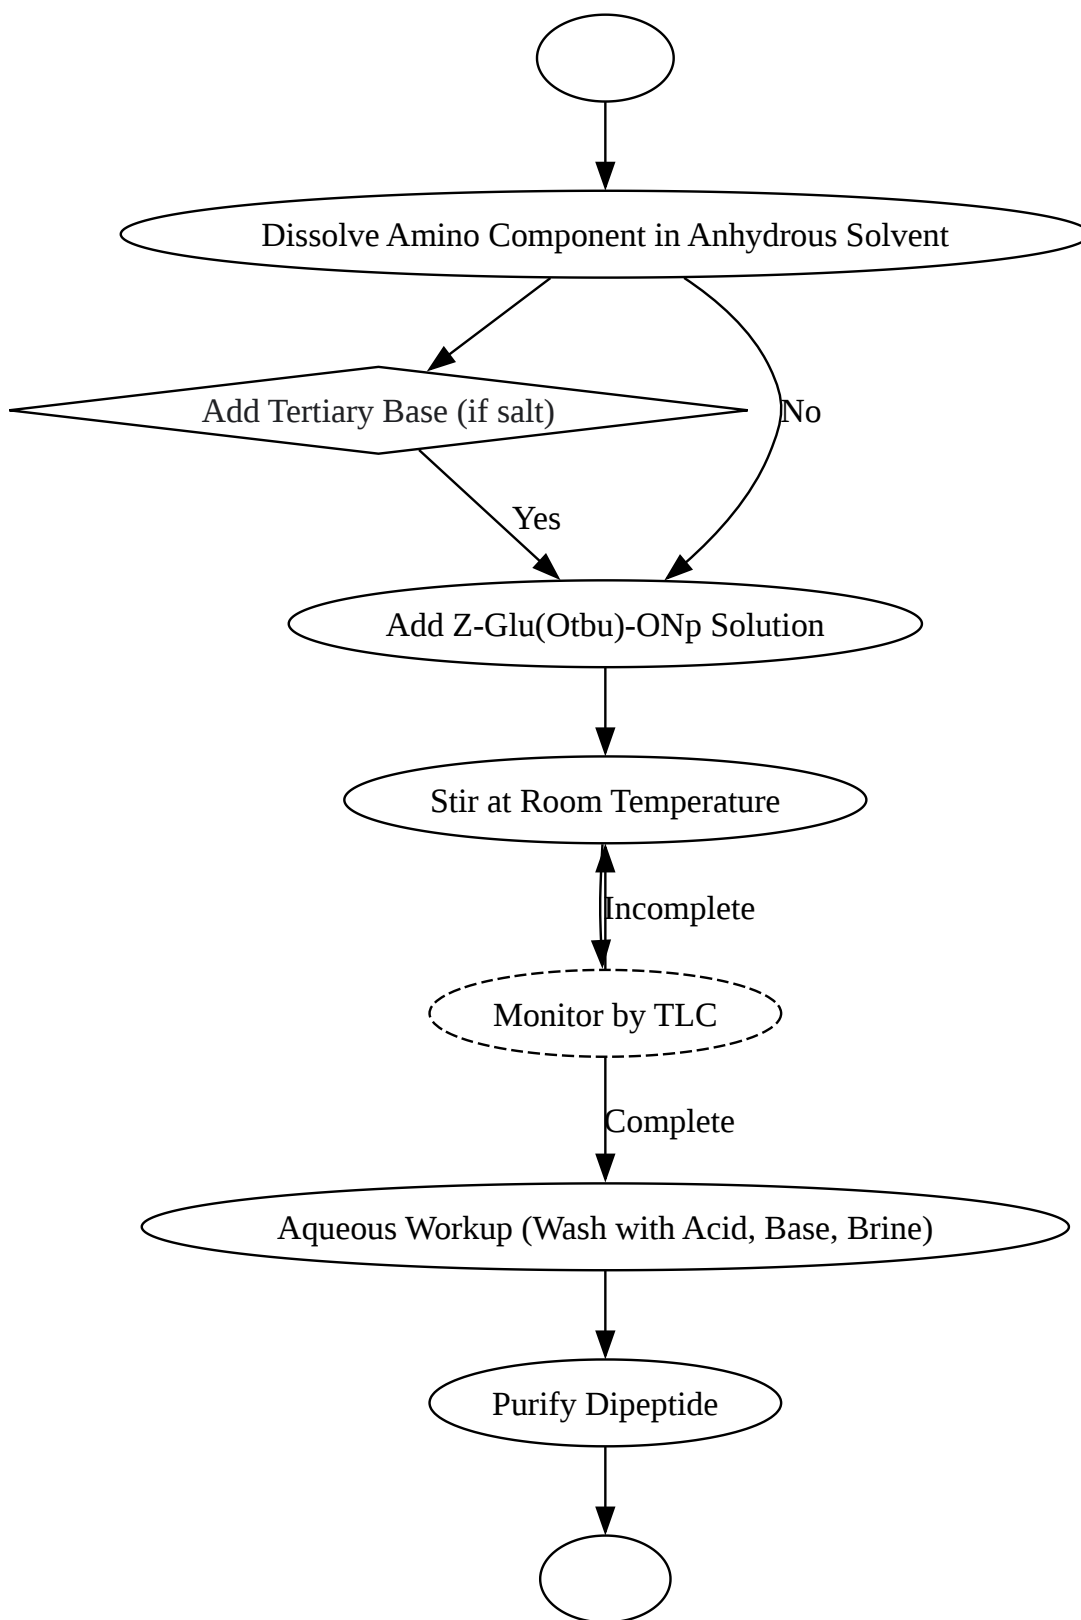 Dissolve Amino Component in Anhydrous Solvent
Add Tertiary Base (if salt)
No
Yes
Add Z-Glu(Otbu)-ONp Solution
Stir at Room Temperature
Incomplete
Monitor by TLC
Complete
Aqueous Workup (Wash with Acid, Base, Brine)
Purify Dipeptide